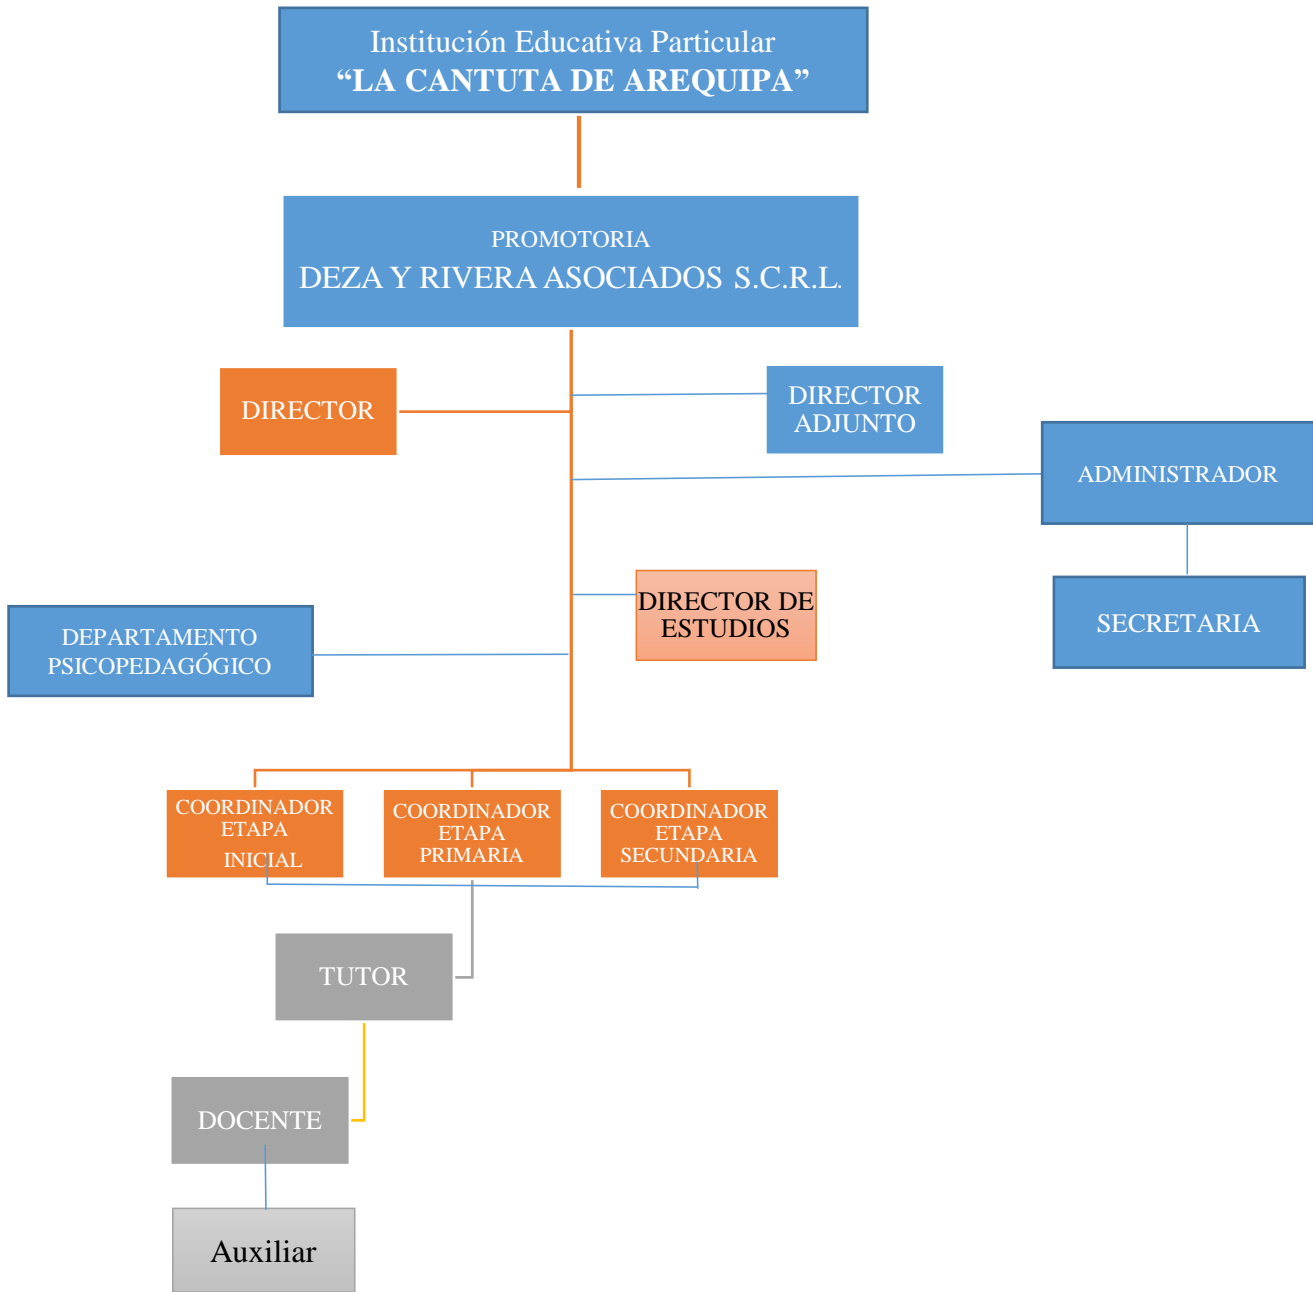 Institución Educativa Particular
“LA CANTUTA DE AREQUIPA”
PROMOTORIA
DEZA Y RIVERA ASOCIADOS S.C.R.L.
DIRECTOR
DIRECTOR
ADJUNTO
ADMINISTRADOR
SECRETARIA
DIRECTOR DE
ESTUDIOS
DEPARTAMENTO
PSICOPEDAGÓGICO
COORDINADOR
ETAPA
INICIAL
COORDINADOR
ETAPA
PRIMARIA
COORDINADOR
ETAPA
SECUNDARIA
TUTOR
DOCENTE
Auxiliar